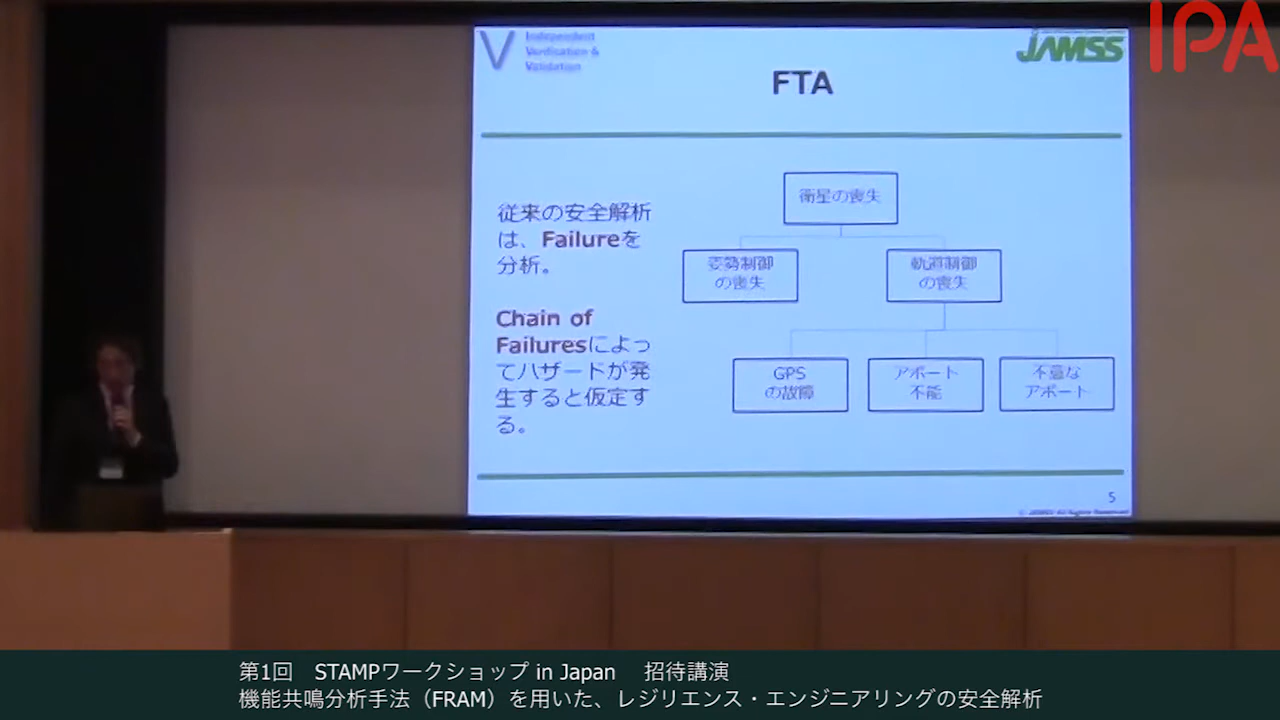 IPA
V
Independent
Verification &
Validation
JAMSS
FTA
従来の安全解析
は、Failureを
分析。
Chain of
Failuresによっ
てハザードが発
生すると仮定す
る。
衛星の喪失
姿勢制御
の喪失
軌道制御
の喪失
GPS
の故障
アボート
不能
不意な
アボート
5
© JAMSS All Rights Reserved
第1回 STAMPワークショップ in Japan 招待講演
機能共鳴分析手法（FRAM）を用いた、レジリエンス・エンジニアリングの安全解析